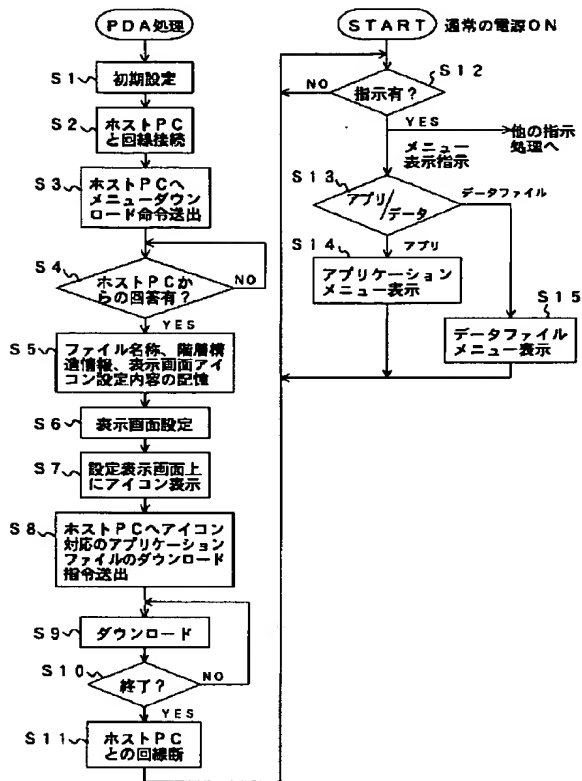 PDA処理
S1
初期設定
S2
ホストPC
と回線接続
S3
ホストPCへ
メニューダウン
ロード命令送出
S4
ホストPCか
らの回答有?
NO
YES
S5
ファイル名称、階層構
造情報、表示画面アイ
コン設定内容の記憶
S6
表示画面設定
S7
設定表示画面上
にアイコン表示
S8
ホストPCへアイコン
対応のアプリケーション
ファイルのダウンロード
指令送出
S9
ダウンロード
S10
終了?
NO
YES
S11
ホストPC
との回線断
START 通常の電源ON
S12
指示有?
NO
YES
他の指示
処理へ
メニュー
表示指示
S13
アプリ/
データ
データファイル
アプリ
S14
アプリケーション
メニュー表示
S15
データファイル
メニュー表示